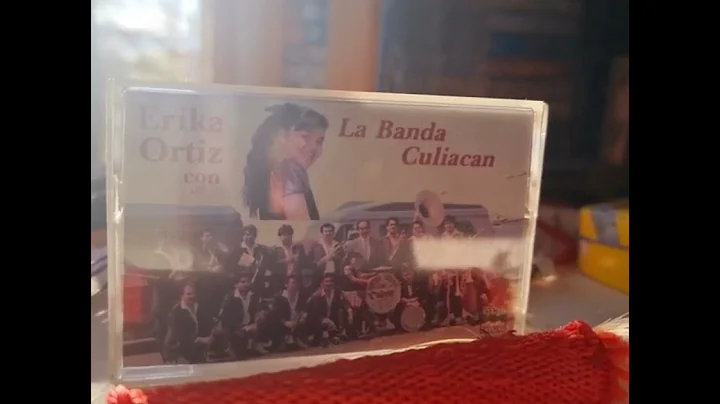 Erika
Ortiz
con
La Banda
Culiacan